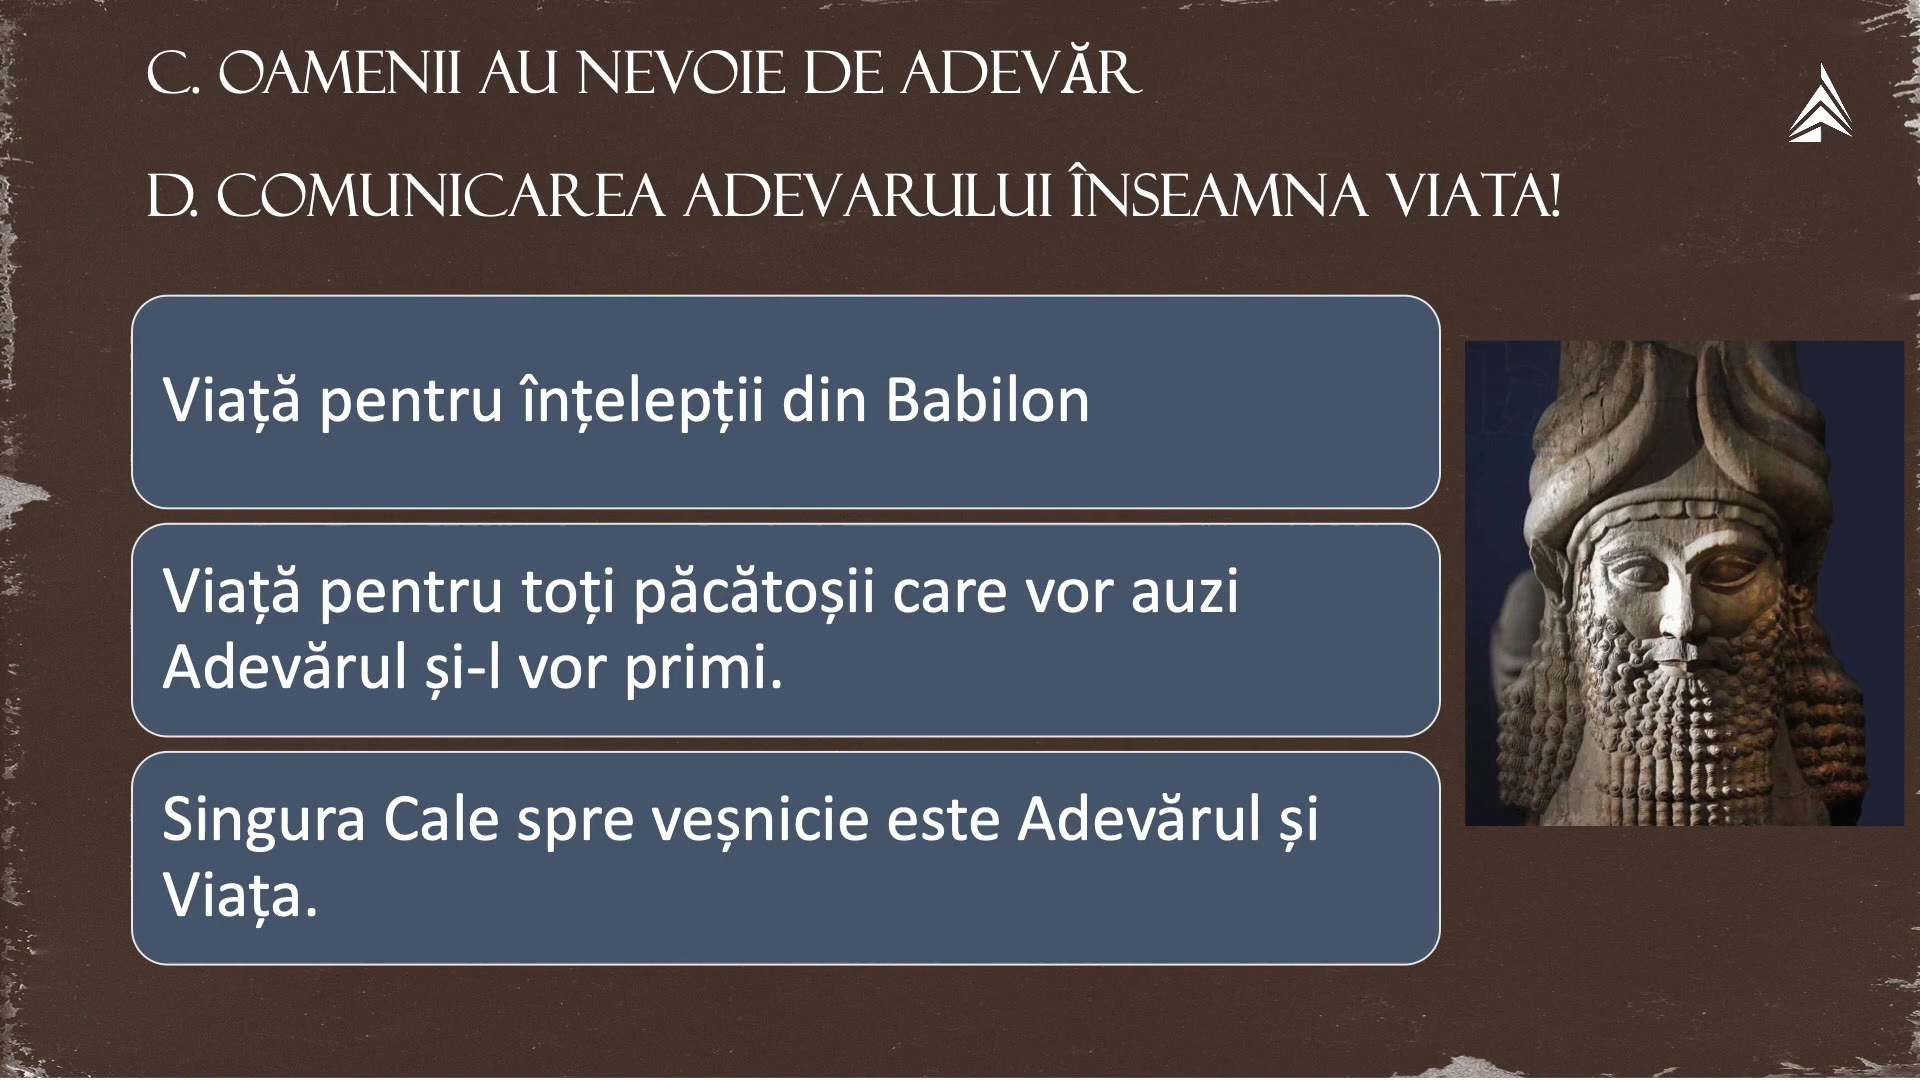 C. OAMENII AU NEVOIE DE ADEVĂR
D. COMUNICAREA ADEVARULUI ÎNSEAMNA VIATA!
Viață pentru înțelepții din Babilon
Viață pentru toți păcătoșii care vor auzi
Adevărul și-l vor primi.
Singura Cale spre veșnicie este Adevărul și
Viața.